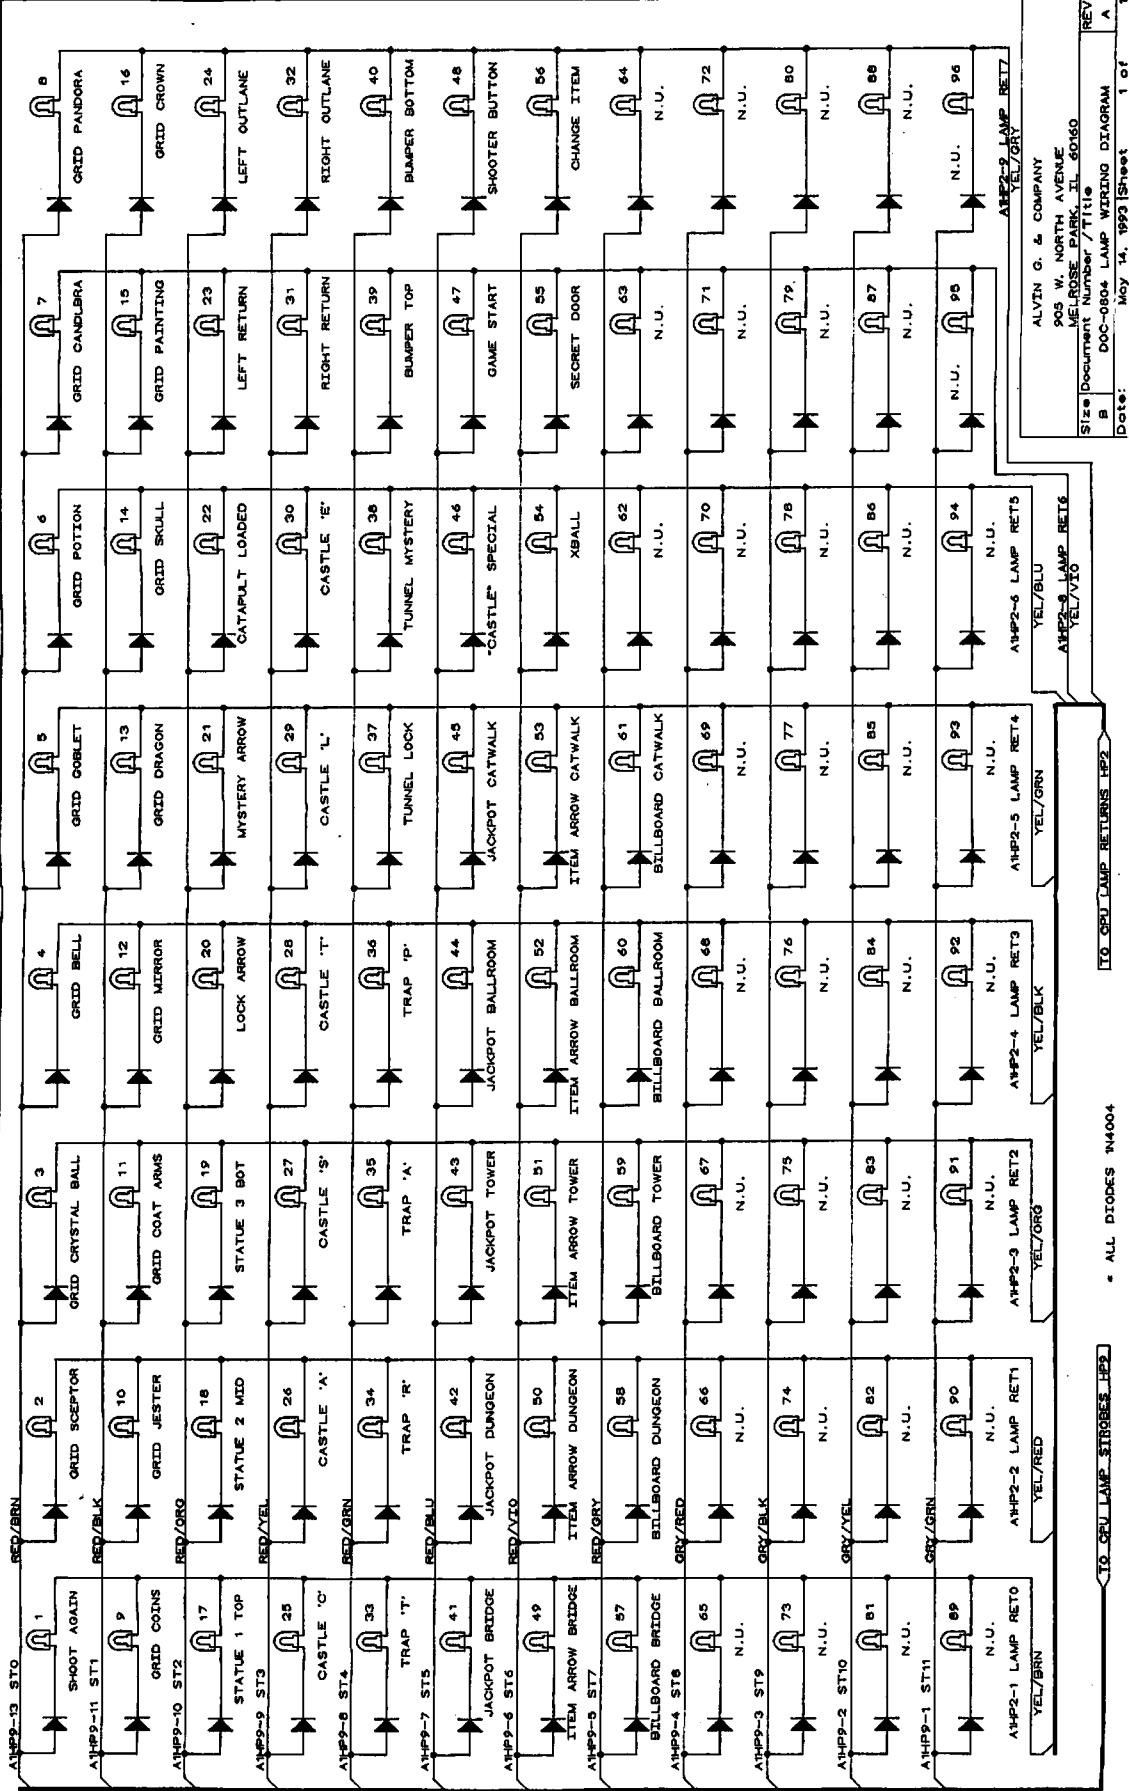 A1HP9-13 ST0 RED/BRN
1 2 3 4 5 6 7 8
SHOOT AGAIN GRID SCEPTOR GRID CRYSTAL BALL GRID BELL GRID GOBLET GRID POTION GRID CANDLBRA GRID PANDORA
A1HP9-11 ST1 RED/BLK
9 10 11 12 13 14 15 16
GRID COINS GRID JESTER GRID COAT ARMS GRID MIRROR GRID DRAGON GRID SKULL GRID PAINTING GRID CROWN
A1HP9-10 ST2 RED/ORG
17 18 19 20 21 22 23 24
STATUE 1 TOP STATUE 2 MID STATUE 3 BOT LOCK ARROW MYSTERY ARROW CATAPULT LOADED LEFT RETURN LEFT OUTLANE
A1HP9-9 ST3 RED/YEL
25 26 27 28 29 30 31 32
CASTLE 'C' CASTLE 'A' CASTLE 'S' CASTLE 'T' CASTLE 'L' CASTLE 'E' RIGHT RETURN RIGHT OUTLANE
A1HP9-8 ST4 RED/GRN
33 34 35 36 37 38 39 40
TRAP 'T' TRAP 'R' TRAP 'A' TRAP 'P' TUNNEL LOCK TUNNEL MYSTERY BUMPER TOP BUMPER BOTTOM
A1HP9-7 ST5 RED/BLU
41 42 43 44 45 46 47 48
JACKPOT BRIDGE JACKPOT DUNGEON JACKPOT TOWER JACKPOT BALLROOM JACKPOT CATWALK "CASTLE" SPECIAL GAME START SHOOTER BUTTON
A1HP9-6 ST6 RED/VIO
49 50 51 52 53 54 55 56
ITEM ARROW BRIDGE ITEM ARROW DUNGEON ITEM ARROW TOWER ITEM ARROW BALLROOM ITEM ARROW CATWALK XBALL SECRET DOOR CHANGE ITEM
A1HP9-5 ST7 RED/GRY
57 58 59 60 61 62 63 64
BILLBOARD BRIDGE BILLBOARD DUNGEON BILLBOARD TOWER BILLBOARD BALLROOM BILLBOARD CATWALK N.U. N.U. N.U.
A1HP9-4 ST8 GRY/RED
65 66 67 68 69 70 71 72
N.U. N.U. N.U. N.U. N.U. N.U. N.U. N.U.
A1HP9-3 ST9 GRY/BLK
73 74 75 76 77 78 79 80
N.U. N.U. N.U. N.U. N.U. N.U. N.U. N.U.
A1HP9-2 ST10 GRY/YEL
81 82 83 84 85 86 87 88
N.U. N.U. N.U. N.U. N.U. N.U. N.U. N.U.
A1HP9-1 ST11 GRY/GRN
89 90 91 92 93 94 95 96
N.U. N.U. N.U. N.U. N.U. N.U. N.U. N.U.
A1HP2-1 LAMP RET0 A1HP2-2 LAMP RET1 A1HP2-3 LAMP RET2 A1HP2-4 LAMP RET3 A1HP2-5 LAMP RET4 A1HP2-6 LAMP RET5 A1HP2-9 LAMP RET7
YEL/BRN YEL/RED YEL/ORG YEL/BLK YEL/GRN YEL/BLU YEL/GRY
A1HP2-8 LAMP RET6
YEL/VIO
TO CPU LAMP STROBES HP9
* ALL DIODES 1N4004
TO CPU LAMP RETURNS HP2
ALVIN G. & COMPANY
905 W. NORTH AVENUE
MELROSE PARK, IL 60160
Size Document Number / Title REV
B DOC-0804 LAMP WIRING DIAGRAM A
Date: May 14, 1993 Sheet 1 of